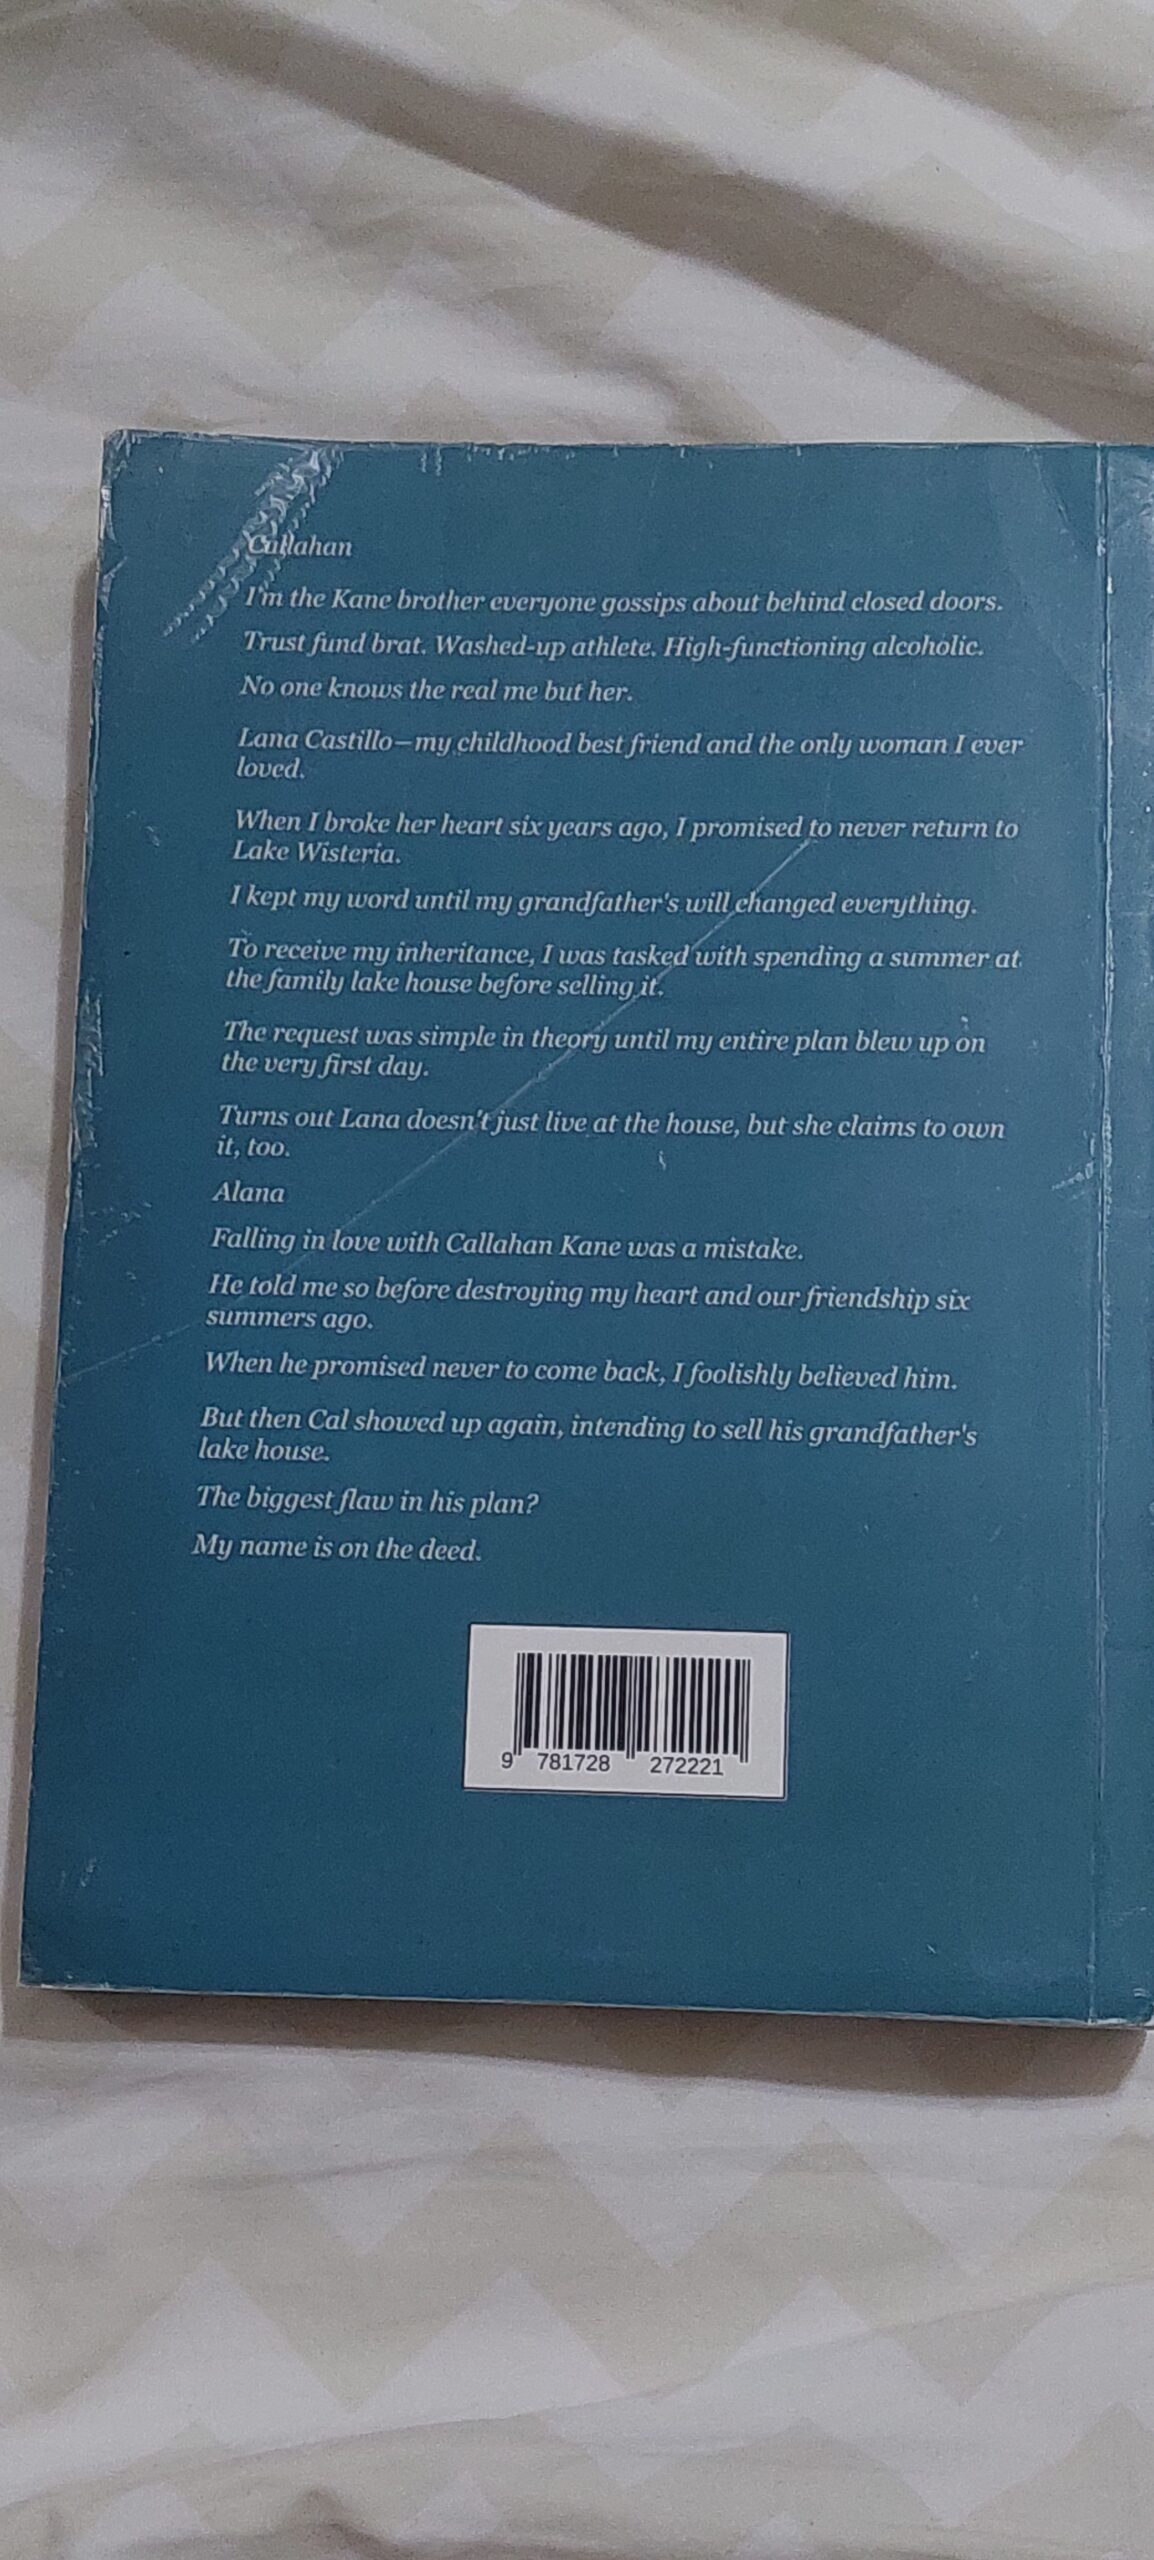 Callahan
I'm the Kane brother everyone gossips about behind closed doors.
Trust fund brat. Washed-up athlete. High-functioning alcoholic.
No one knows the real me but her.
Lana Castillo—my childhood best friend and the only woman I ever
loved.
When I broke her heart six years ago, I promised to never return to
Lake Wisteria.
I kept my word until my grandfather's will changed everything.
To receive my inheritance, I was tasked with spending a summer at
the family lake house before selling it.
The request was simple in theory until my entire plan blew up on
the very first day.
Turns out Lana doesn't just live at the house, but she claims to own
it, too.
Alana
Falling in love with Callahan Kane was a mistake.
He told me so before destroying my heart and our friendship six
summers ago.
When he promised never to come back, I foolishly believed him.
But then Cal showed up again, intending to sell his grandfather's
lake house.
The biggest flaw in his plan?
My name is on the deed.
9 781728 272221